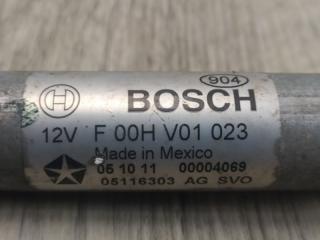 904
BOSCH
12V F 00H V01 023
Made in Mexico
05 10 11 00004069
05116303 AG SVO